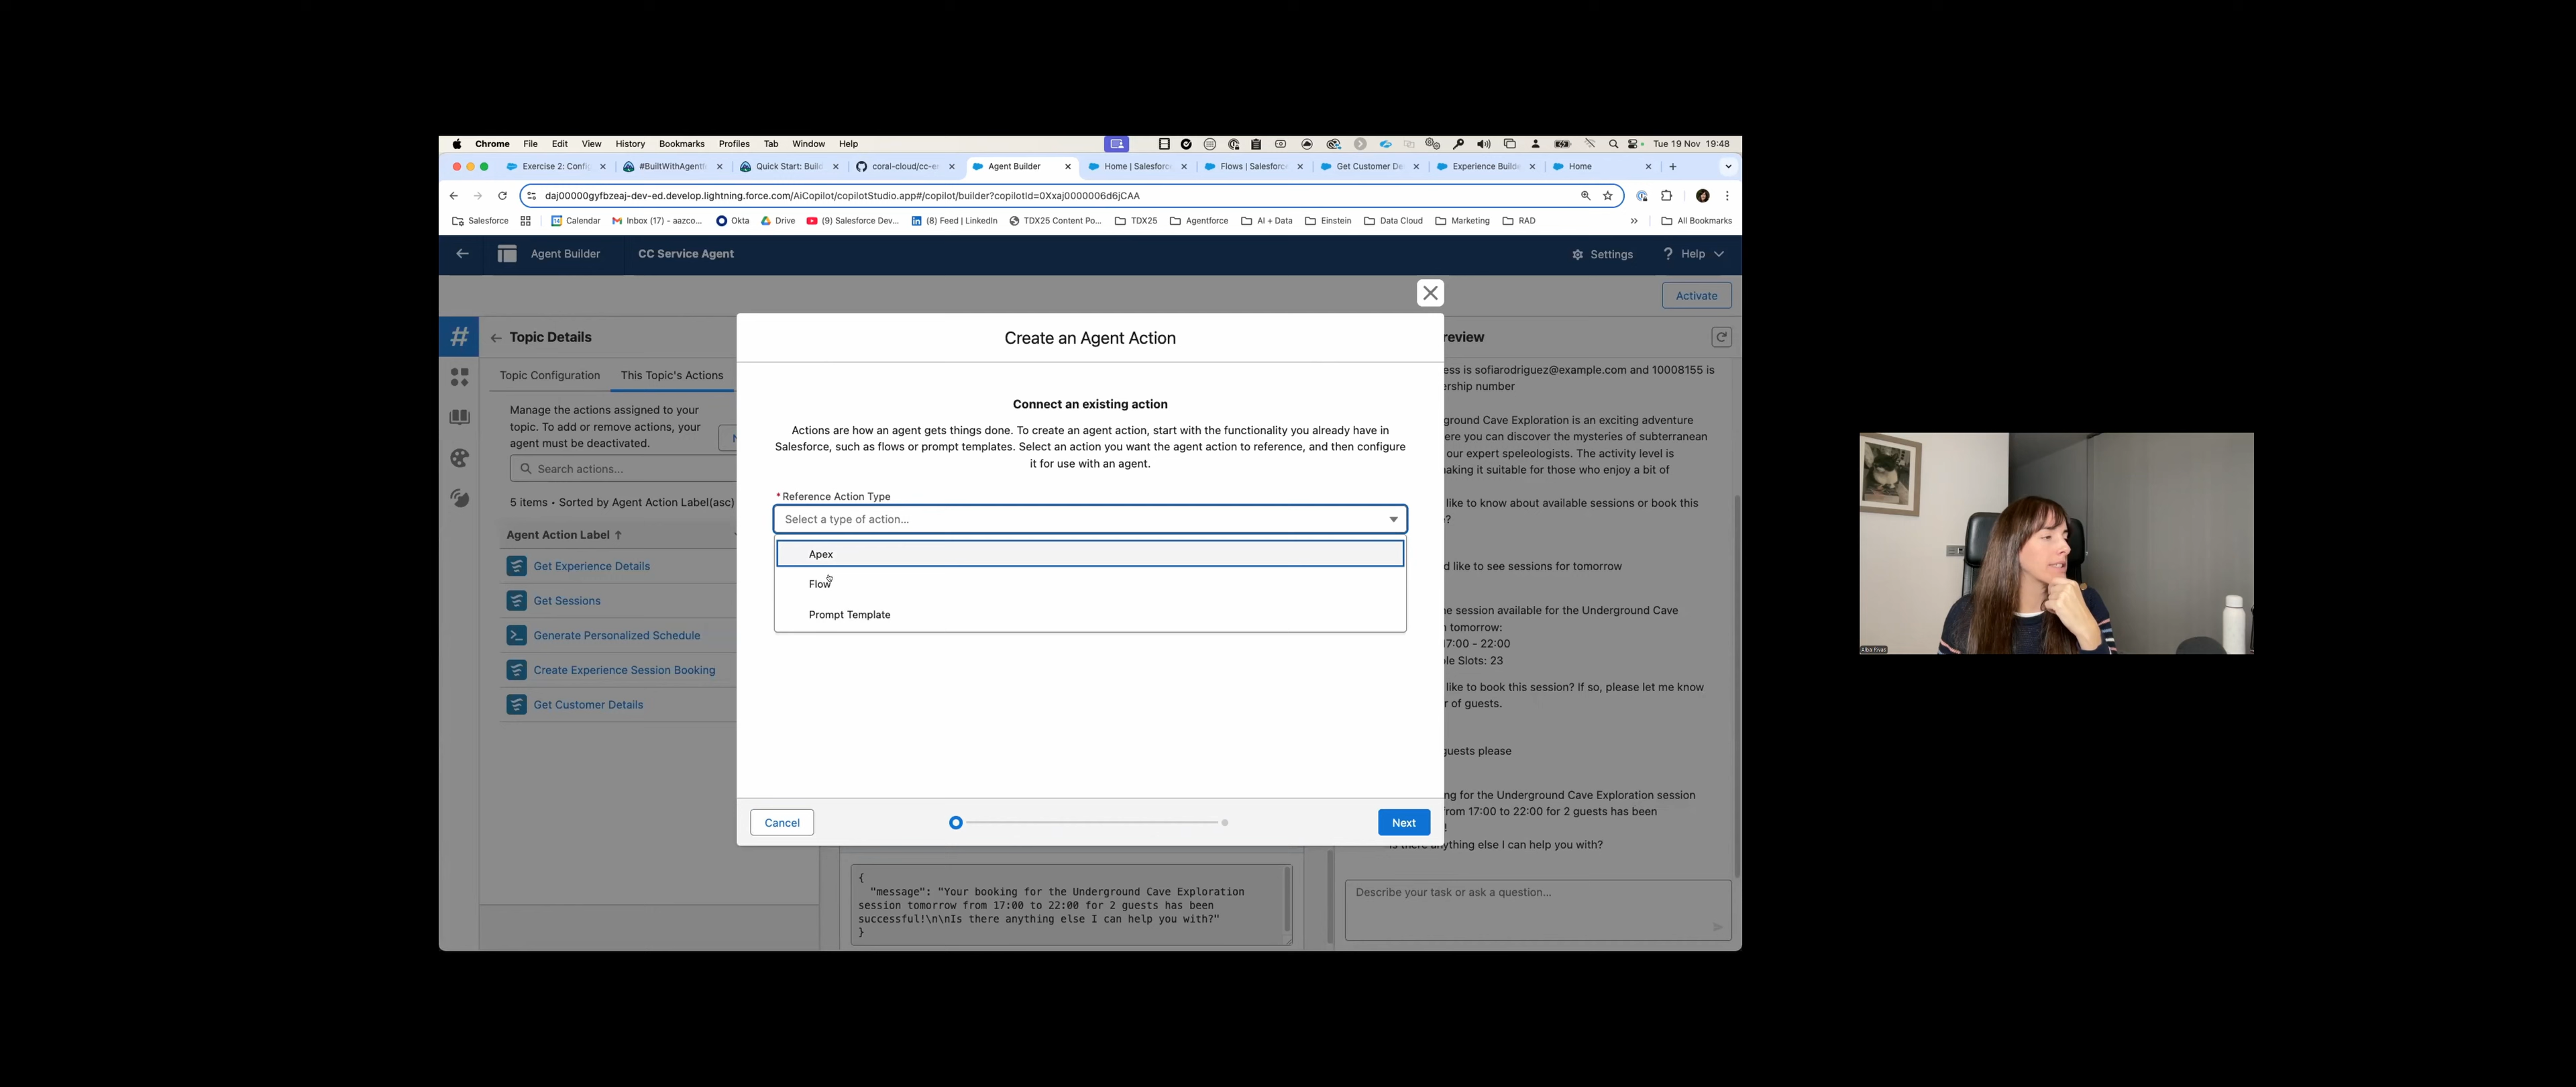 Chrome File Edit View History Bookmarks Profiles Tab Window Help
Tue 19 Nov 19:48
Exercise 2: Config
#BuiltWithAgentf
Quick Start: Build
coral-cloud/cc-e
Agent Builder
Home | Salesforce
Flows | Salesforce
Get Customer De
Experience Builde
Home
daj00000gyfbzeaj-dev-ed.develop.lightning.force.com/AiCopilot/copilotStudio.app#/copilot/builder?copilotId=0Xxaj0000006d6jCAA
Salesforce
Calendar
Inbox (17) - aazco...
Okta
Drive
(9) Salesforce Dev...
(8) Feed | LinkedIn
TDX25 Content Po...
TDX25
Agentforce
AI + Data
Einstein
Data Cloud
Marketing
RAD
»
All Bookmarks
Agent Builder
CC Service Agent
Settings
? Help
Activate
#
Topic Details
Topic Configuration
This Topic's Actions
Manage the actions assigned to your
topic. To add or remove actions, your
agent must be deactivated.
N
Search actions...
5 items • Sorted by Agent Action Label(asc)
Agent Action Label ↑
Get Experience Details
Get Sessions
Generate Personalized Schedule
Create Experience Session Booking
Get Customer Details
Create an Agent Action
Connect an existing action
Actions are how an agent gets things done. To create an agent action, start with the functionality you already have in
Salesforce, such as flows or prompt templates. Select an action you want the agent action to reference, and then configure
it for use with an agent.
* Reference Action Type
Select a type of action...
Apex
Flow
Prompt Template
Cancel
Next
{
"message": "Your booking for the Underground Cave Exploration
session tomorrow from 17:00 to 22:00 for 2 guests has been
successful!\n\nIs there anything else I can help you with?"
}
review
ess is sofiarodriguez@example.com and 10008155 is
ership number
ground Cave Exploration is an exciting adventure
ere you can discover the mysteries of subterranean
our expert speleologists. The activity level is
naking it suitable for those who enjoy a bit of
like to know about available sessions or book this
e?
d like to see sessions for tomorrow
ne session available for the Underground Cave
n tomorrow:
17:00 - 22:00
ble Slots: 23
like to book this session? If so, please let me know
r of guests.
guests please
ng for the Underground Cave Exploration session
from 17:00 to 22:00 for 2 guests has been
!
Is there anything else I can help you with?
Describe your task or ask a question...
Alba Rivas